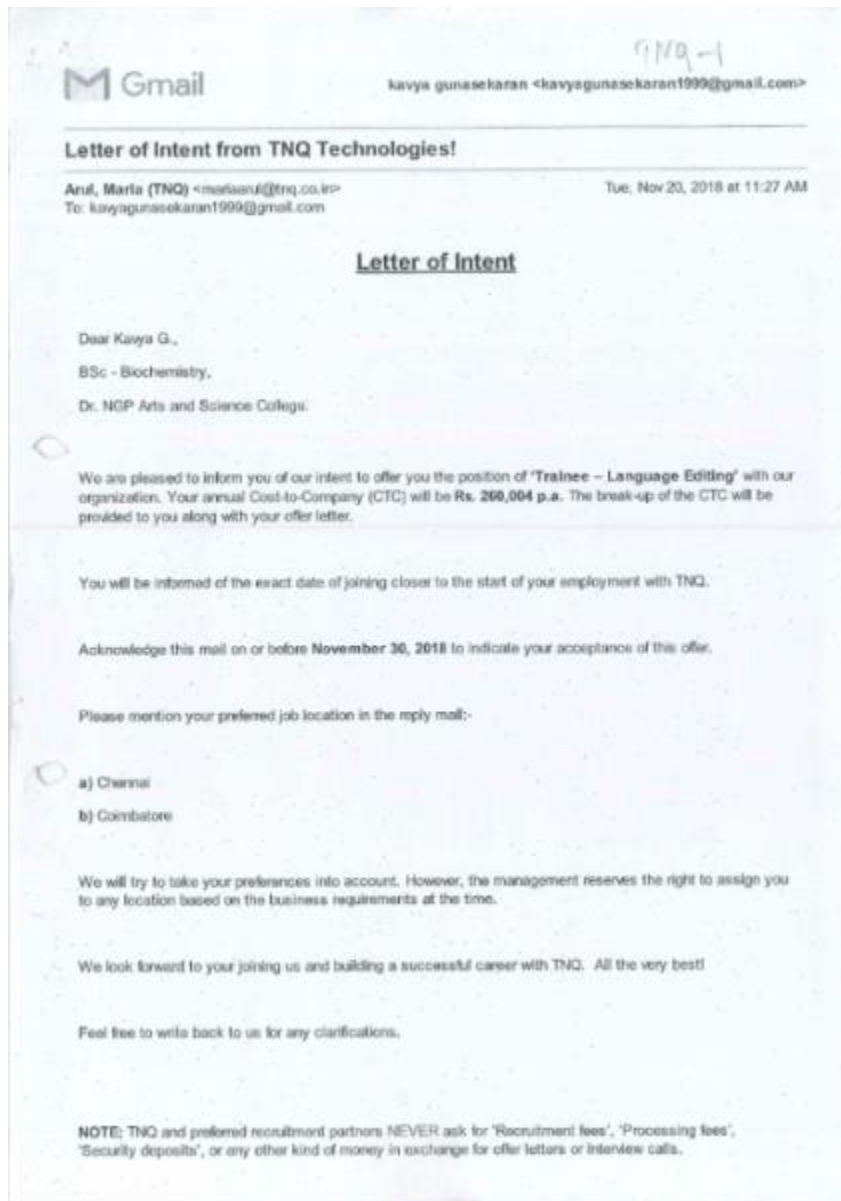 TNQ-1
Gmail
kavya gunasekaran <kavyagunasekaran1999@gmail.com>
Letter of Intent from TNQ Technologies!
Arul, Maria (TNQ) <mariaarul@tnq.co.in>
Tue, Nov 20, 2018 at 11:27 AM
To: kavyagunasekaran1999@gmail.com
Letter of Intent
Dear Kavya G.,
BSc - Biochemistry,
Dr. NGP Arts and Science College.
We are pleased to inform you of our intent to offer you the position of 'Trainee – Language Editing' with our
organization. Your annual Cost-to-Company (CTC) will be Rs. 260,004 p.a. The break-up of the CTC will be
provided to you along with your offer letter.
You will be informed of the exact date of joining closer to the start of your employment with TNQ.
Acknowledge this mail on or before November 30, 2018 to indicate your acceptance of this offer.
Please mention your preferred job location in the reply mail:-
a) Chennai
b) Coimbatore
We will try to take your preferences into account. However, the management reserves the right to assign you
to any location based on the business requirements at the time.
We look forward to your joining us and building a successful career with TNQ. All the very best!
Feel free to write back to us for any clarifications.
NOTE: TNQ and preferred recruitment partners NEVER ask for 'Recruitment fees', 'Processing fees',
'Security deposits', or any other kind of money in exchange for offer letters or interview calls.